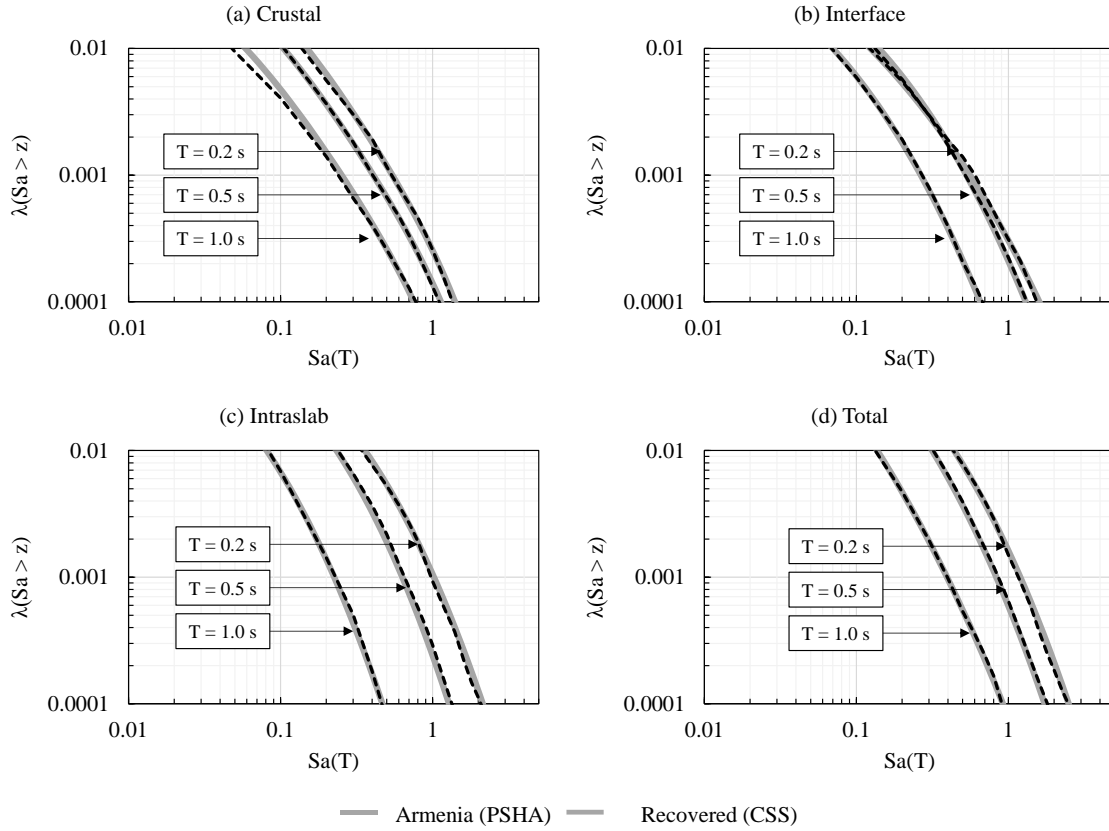 (a) Crustal
0.01
0.001
0.0001
λ(Sa > z)
T = 0.2 s
T = 0.5 s
T = 1.0 s
0.01 0.1 1
Sa(T)
(b) Interface
0.01
0.001
0.0001
λ(Sa > z)
T = 0.2 s
T = 0.5 s
T = 1.0 s
0.01 0.1 1
Sa(T)
(c) Intraslab
0.01
0.001
0.0001
λ(Sa > z)
T = 0.2 s
T = 0.5 s
T = 1.0 s
0.01 0.1 1
Sa(T)
(d) Total
0.01
0.001
0.0001
λ(Sa > z)
T = 0.2 s
T = 0.5 s
T = 1.0 s
0.01 0.1 1
Sa(T)
Armenia (PSHA) Recovered (CSS)